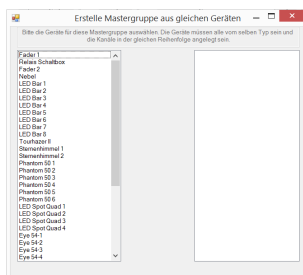 Erstelle Mastergruppe aus gleichen Geräten
Bitte die Geräte für diese Mastergruppe auswählen. Die Geräte müssen alle vom selben Typ sein und
die Kanäle in der gleichen Reihenfolge angelegt sein.
Fader 1
Relais Schaltbox
Fader 2
Nebel
LED Bar 1
LED Bar 2
LED Bar 3
LED Bar 4
LED Bar 5
LED Bar 6
LED Bar 7
LED Bar 8
Tourhazer II
Sternenhimmel 1
Sternenhimmel 2
Phantom 50 1
Phantom 50 2
Phantom 50 3
Phantom 50 4
Phantom 50 5
Phantom 50 6
LED Spot Quad 1
LED Spot Quad 2
LED Spot Quad 3
LED Spot Quad 4
Eye 54-1
Eye 54-2
Eye 54-3
Eye 54-4